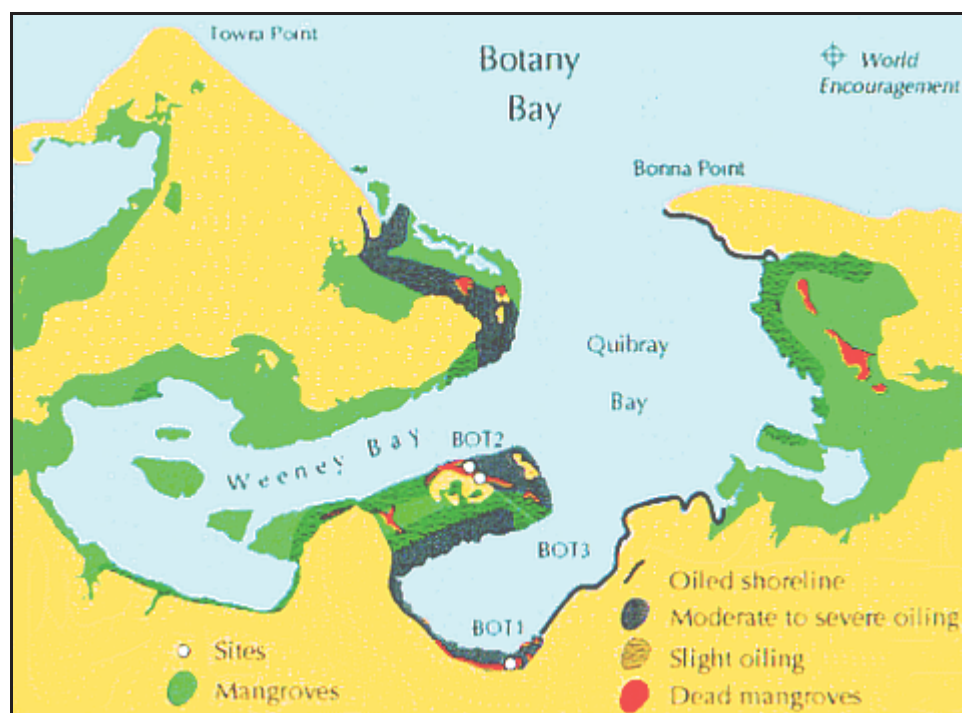 Towra Point
Botany
Bay
World
Encouragement
Bonna Point
Quibray
Bay
Weeney Bay
BOT2
BOT3
BOT1
Sites
Mangroves
Oiled shoreline
Moderate to severe oiling
Slight oiling
Dead mangroves